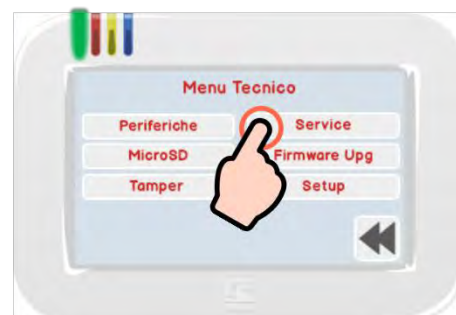 Menu Tecnico
Periferiche Service
MicroSD Firmware Upg
Tamper Setup